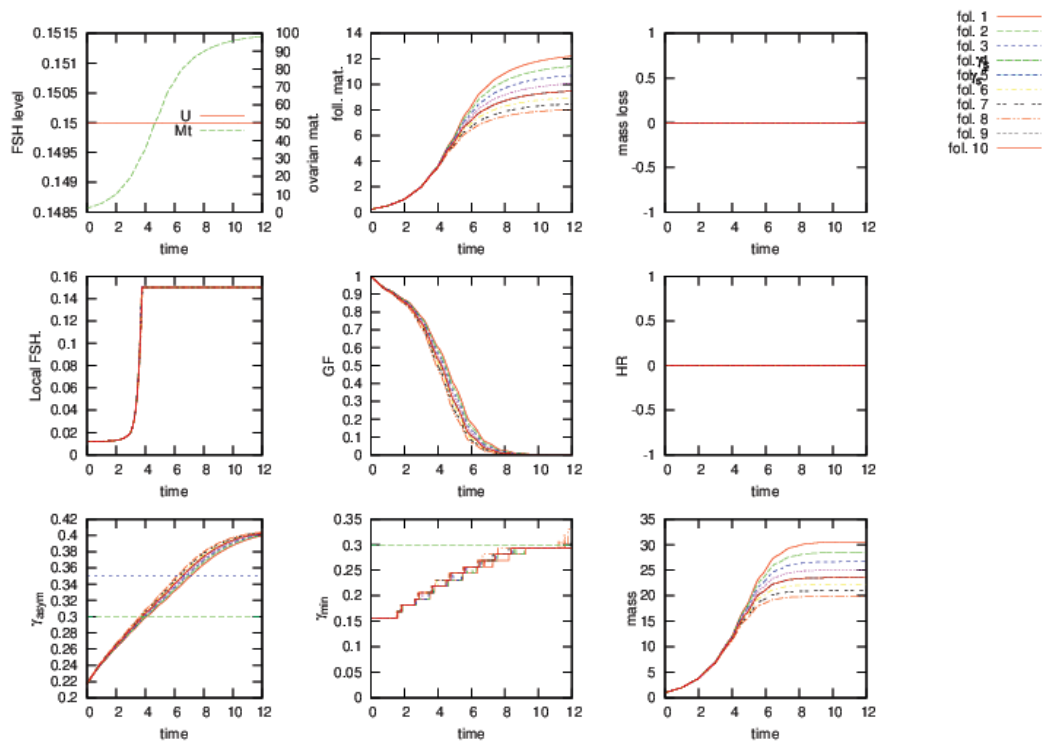 0.1515
0.151
0.1505
0.15
0.1495
0.149
0.1485
FSH level
U
Mt
100
90
80
70
60
50
40
30
20
10
0
ovarian mat.
0 2 4 6 8 10 12
time
14
12
10
8
6
4
2
0
foll. mat.
0 2 4 6 8 10 12
time
1
0.5
0
-0.5
-1
mass loss
0 2 4 6 8 10 12
time
fol. 1
fol. 2
fol. 3
fol. 4
fol. 5
fol. 6
fol. 7
fol. 8
fol. 9
fol. 10
0.16
0.14
0.12
0.1
0.08
0.06
0.04
0.02
0
Local FSH.
0 2 4 6 8 10 12
time
1
0.9
0.8
0.7
0.6
0.5
0.4
0.3
0.2
0.1
0
GF
0 2 4 6 8 10 12
time
1
0.5
0
-0.5
-1
HR
0 2 4 6 8 10 12
time
0.42
0.4
0.38
0.36
0.34
0.32
0.3
0.28
0.26
0.24
0.22
0.2
γasym
0 2 4 6 8 10 12
time
0.35
0.3
0.25
0.2
0.15
0.1
0.05
0
γmin
0 2 4 6 8 10 12
time
35
30
25
20
15
10
5
0
mass
0 2 4 6 8 10 12
time